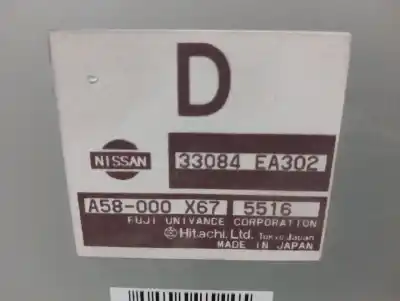 D
NISSAN
33084 EA302
A58-000 X67 5516
FUJI UNIVANCE CORPORATION
Hitachi, Ltd. Tokyo Japan
MADE IN JAPAN